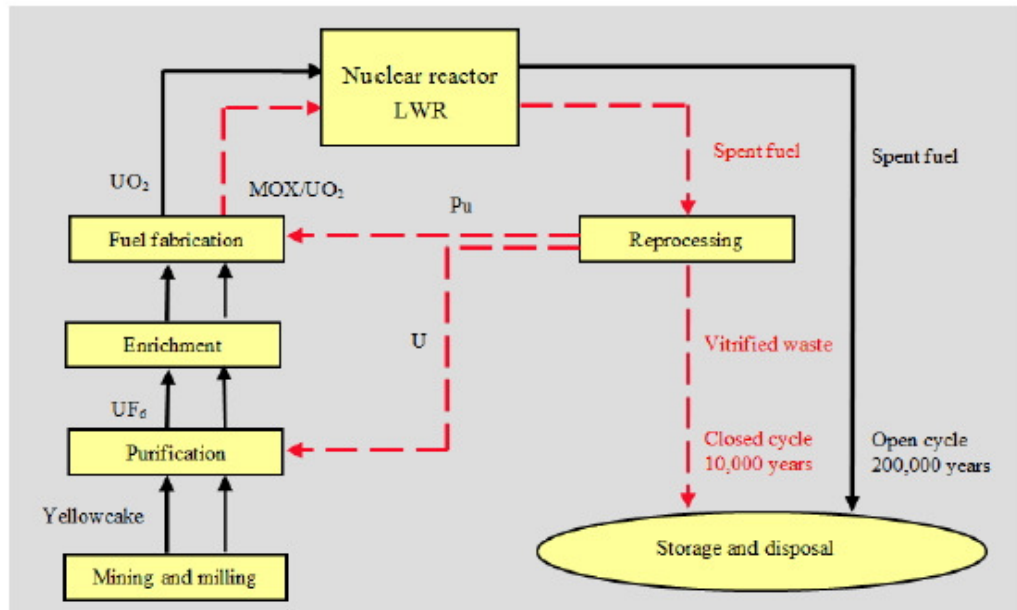 Nuclear reactor
LWR
Spent fuel
Spent fuel
UO₂
MOX/UO₂
Pu
Fuel fabrication
Reprocessing
Enrichment
U
Vitrified waste
UF₆
Purification
Closed cycle
10,000 years
Open cycle
200,000 years
Yellowcake
Storage and disposal
Mining and milling